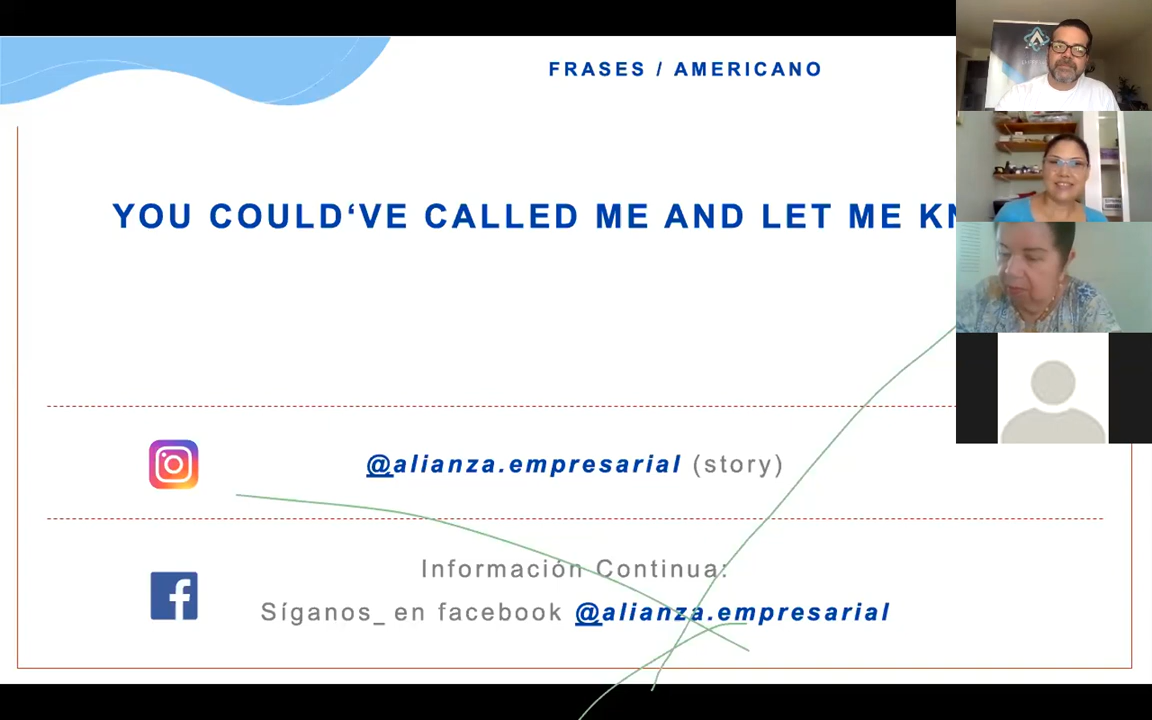 FRASES / AMERICANO
YOU COULD‘VE CALLED ME AND LET ME
@alianza.empresarial (story)
Información Continua:
Síganos_ en facebook @alianza.empresarial